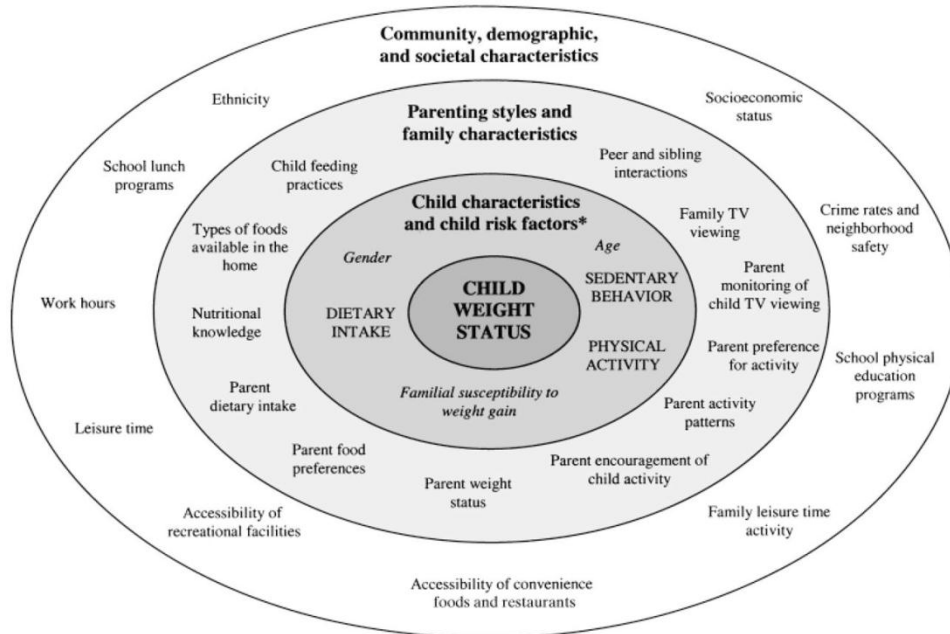 Community, demographic,
and societal characteristics
Ethnicity
Socioeconomic
status
Parenting styles and
family characteristics
School lunch
programs
Child feeding
practices
Peer and sibling
interactions
Child characteristics
and child risk factors*
Types of foods
available in the
home
Family TV
viewing
Crime rates and
neighborhood
safety
Gender
Age
Work hours
Nutritional
knowledge
DIETARY
INTAKE
CHILD
WEIGHT
STATUS
SEDENTARY
BEHAVIOR
Parent
monitoring of
child TV viewing
PHYSICAL
ACTIVITY
Parent preference
for activity
School physical
education
programs
Familial susceptibility to
weight gain
Parent
dietary intake
Parent activity
patterns
Leisure time
Parent food
preferences
Parent weight
status
Parent encouragement of
child activity
Accessibility of
recreational facilities
Family leisure time
activity
Accessibility of convenience
foods and restaurants